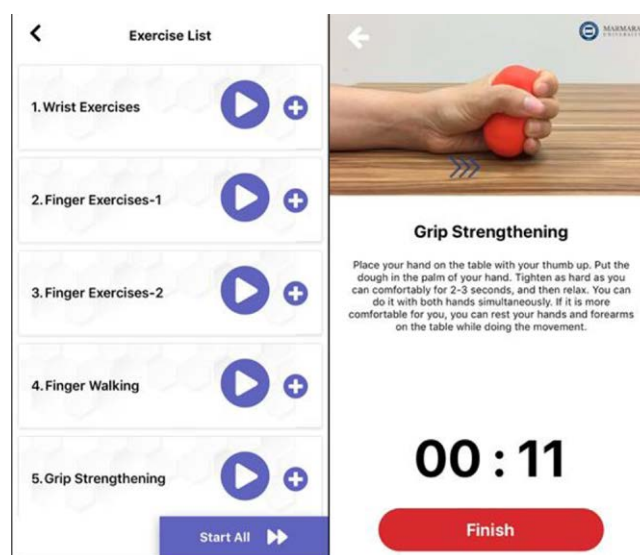 Exercise List
1. Wrist Exercises
2. Finger Exercises-1
3. Finger Exercises-2
4. Finger Walking
5. Grip Strengthening
Start All
MARMARA
UNIVERSITY
Grip Strengthening
Place your hand on the table with your thumb up. Put the
dough in the palm of your hand. Tighten as hard as you
can comfortably for 2-3 seconds, and then relax. You can
do it with both hands simultaneously. If it is more
comfortable for you, you can rest your hands and forearms
on the table while doing the movement.
00 : 11
Finish